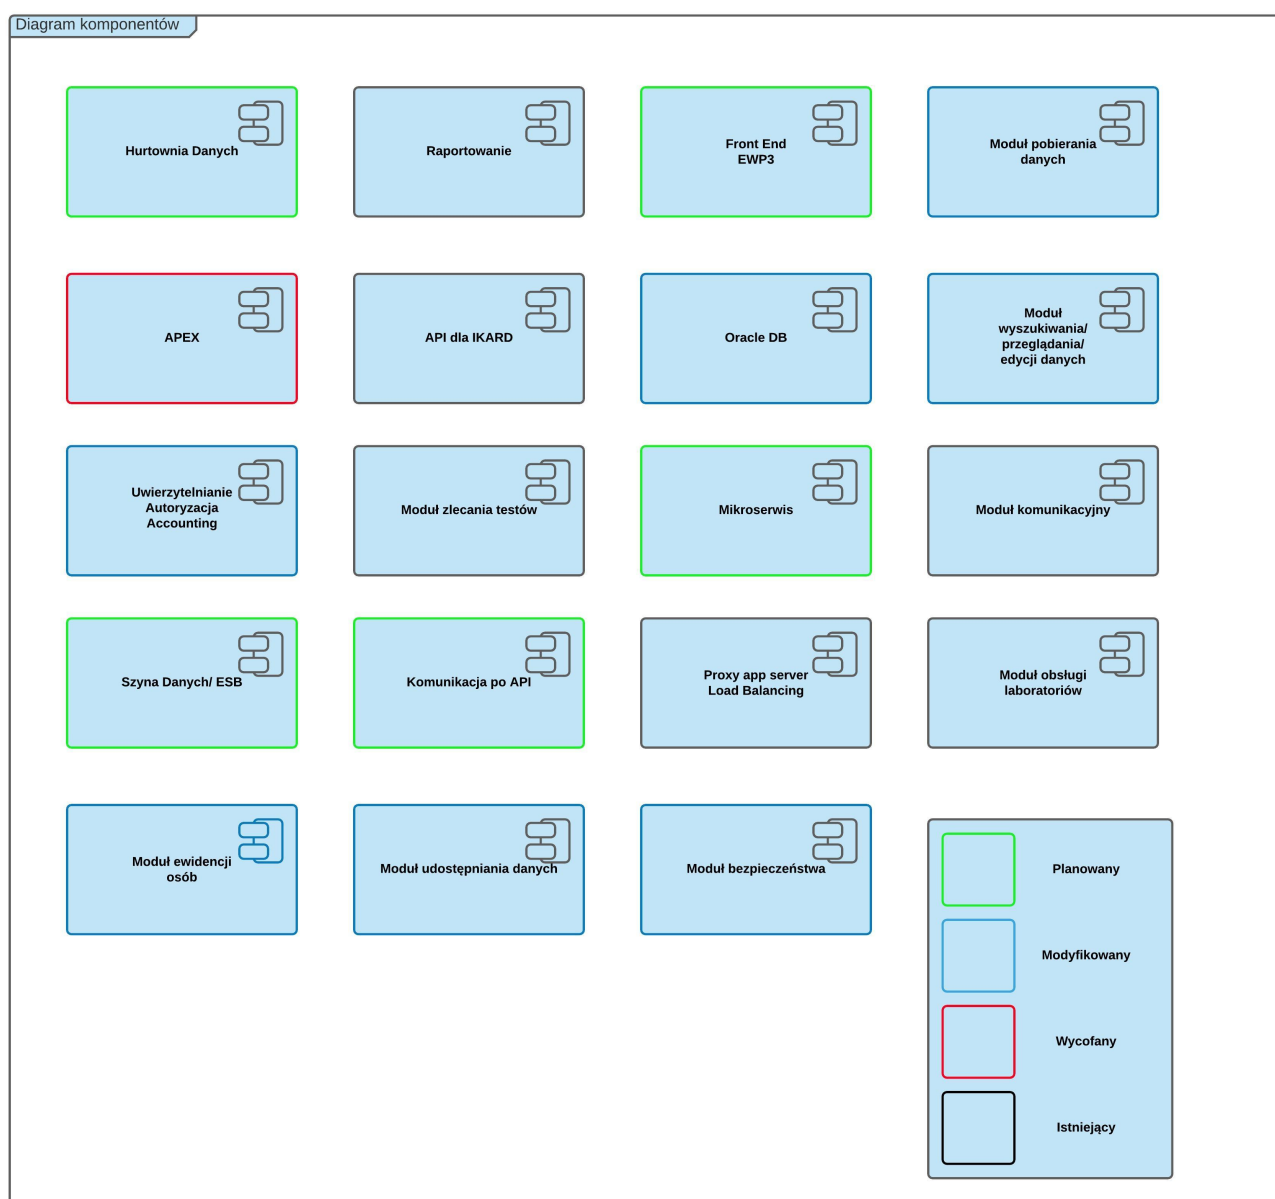 Diagram komponentów
Hurtownia Danych
Raportowanie
Front End
EWP3
Moduł pobierania
danych
APEX
API dla IKARD
Oracle DB
Moduł
wyszukiwania/
przeglądania/
edycji danych
Uwierzytelnianie
Autoryzacja
Accounting
Moduł zlecania testów
Mikroserwis
Moduł komunikacyjny
Szyna Danych/ ESB
Komunikacja po API
Proxy app server
Load Balancing
Moduł obsługi
laboratoriów
Moduł ewidencji
osób
Moduł udostępniania danych
Moduł bezpieczeństwa
Planowany
Modyfikowany
Wycofany
Istniejący